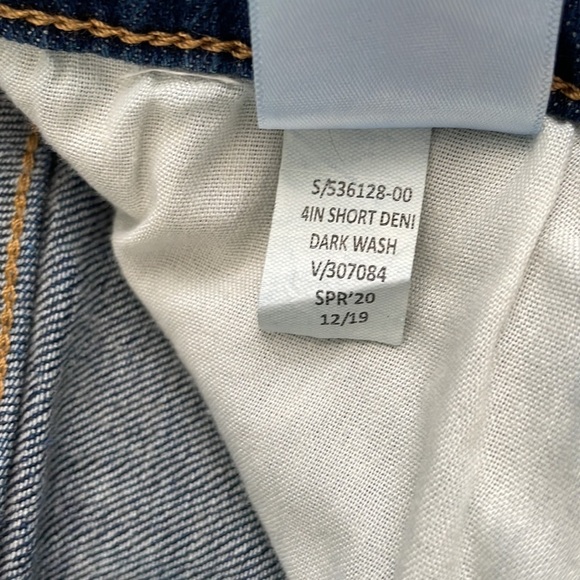 S/536128-00
4IN SHORT DENI
DARK WASH
V/307084
SPR'20
12/19